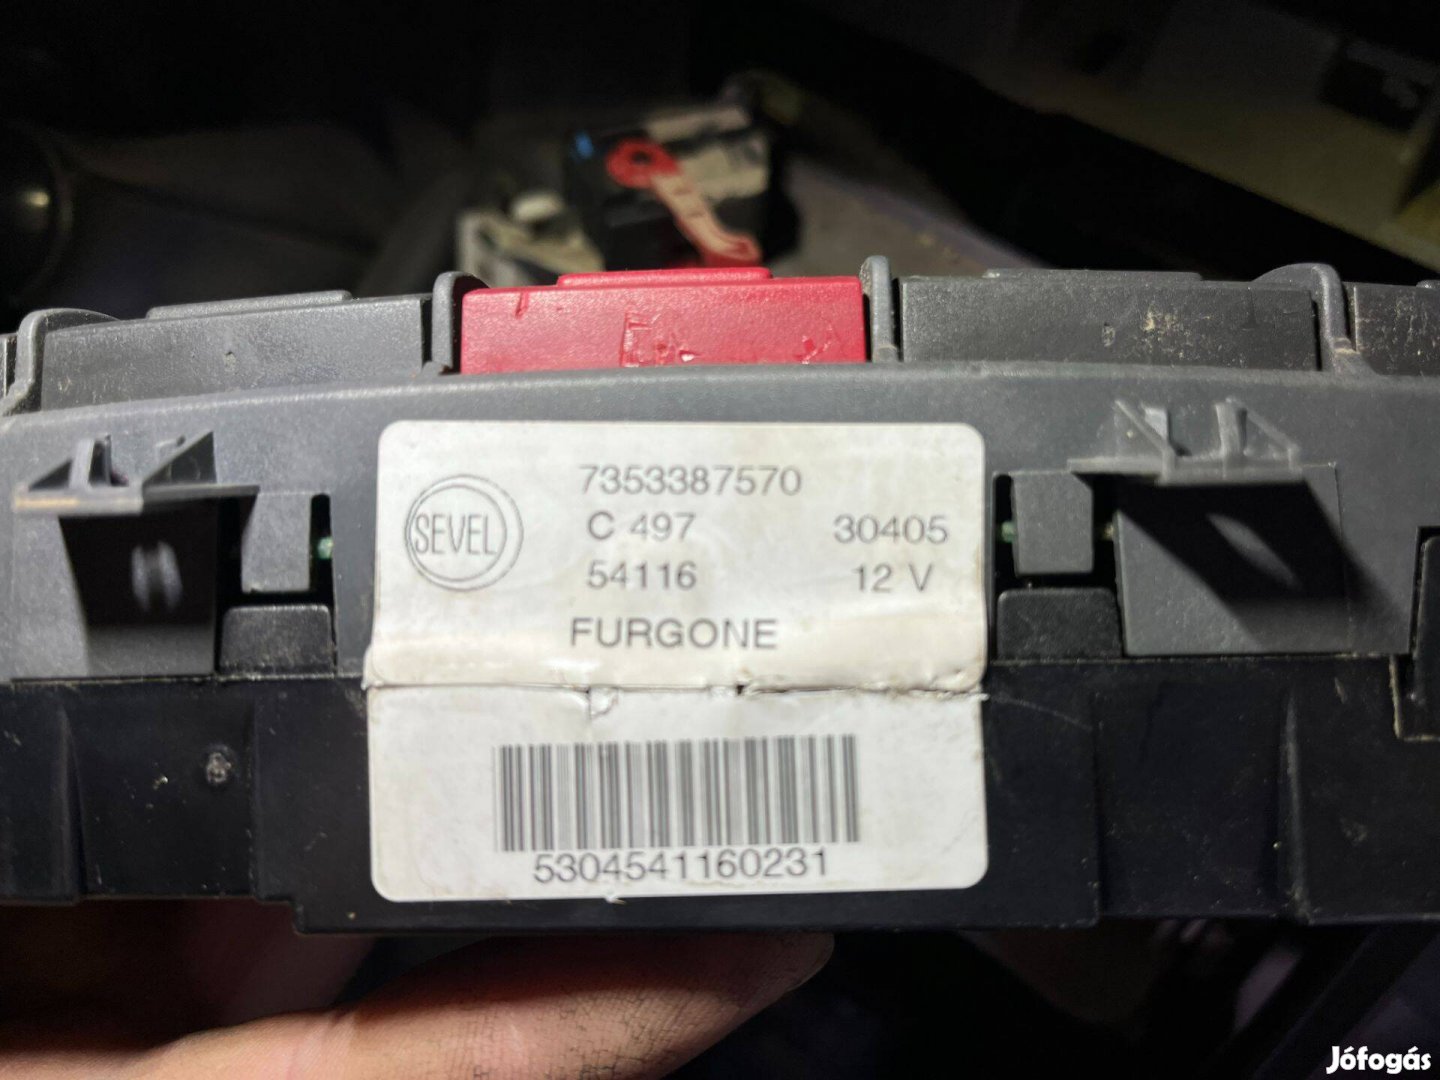 7353387570
SEVEL
C 497 30405
54116 12 V
FURGONE
5304541160231
Jófogás